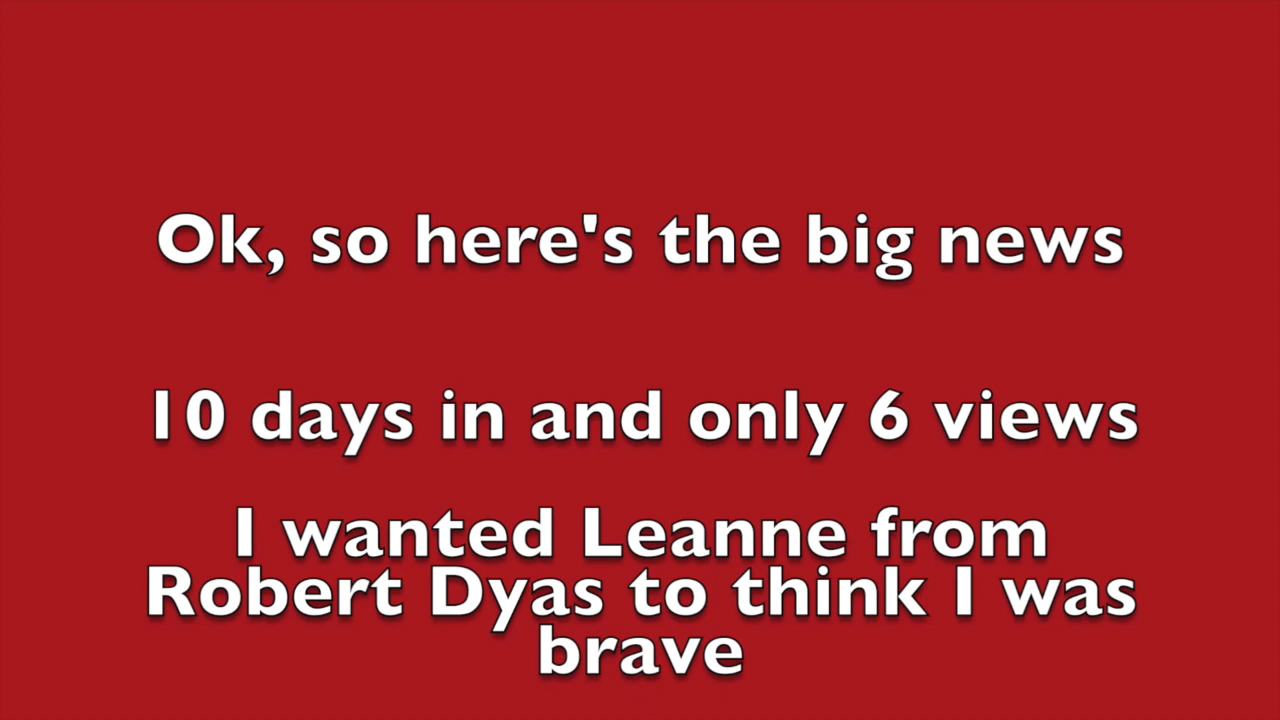 Ok, so here's the big news
10 days in and only 6 views
I wanted Leanne from
Robert Dyas to think I was
brave